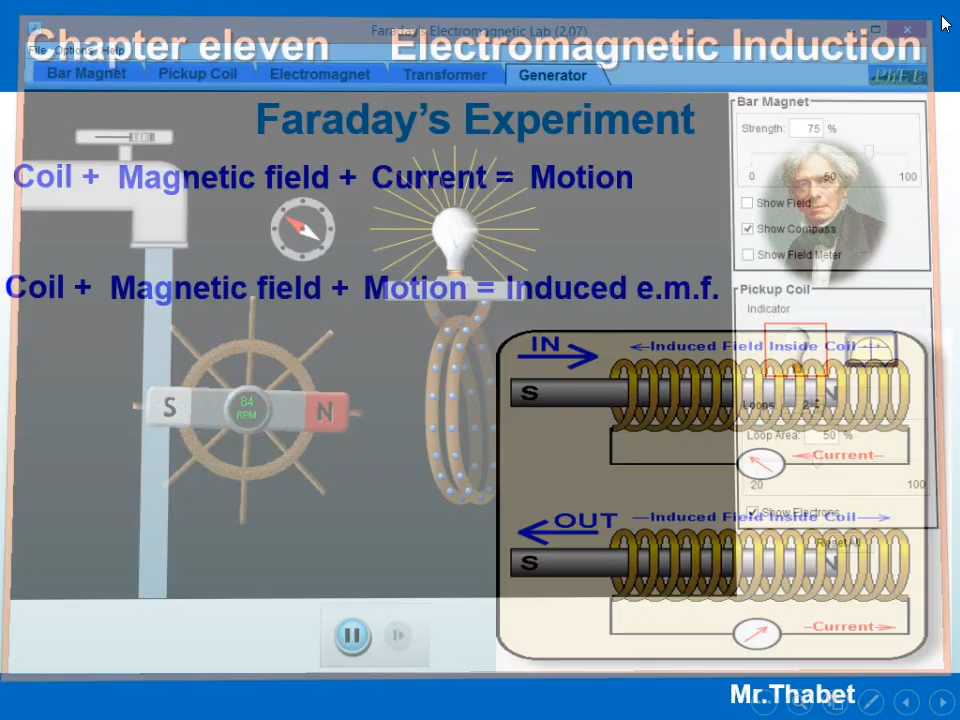 Faraday's Electromagnetic Lab (2.07)
Chapter eleven Electromagnetic Induction
File Options Help
Bar Magnet Pickup Coil Electromagnet Transformer Generator
PhET
Faraday's Experiment
Bar Magnet
Strength: 75 %
0 50 100
Coil + Magnetic field + Current = Motion
Show Field
Show Compass
Show Field Meter
Coil + Magnetic field + Motion = Induced e.m.f.
Pickup Coil
Indicator
IN
Induced Field Inside Coil
S N
84
RPM
S N
Loops: 2
Loop Area: 50 %
Current
20 100
Show Electrons
OUT
Induced Field Inside Coil
Reset All
S N
Current
Mr.Thabet